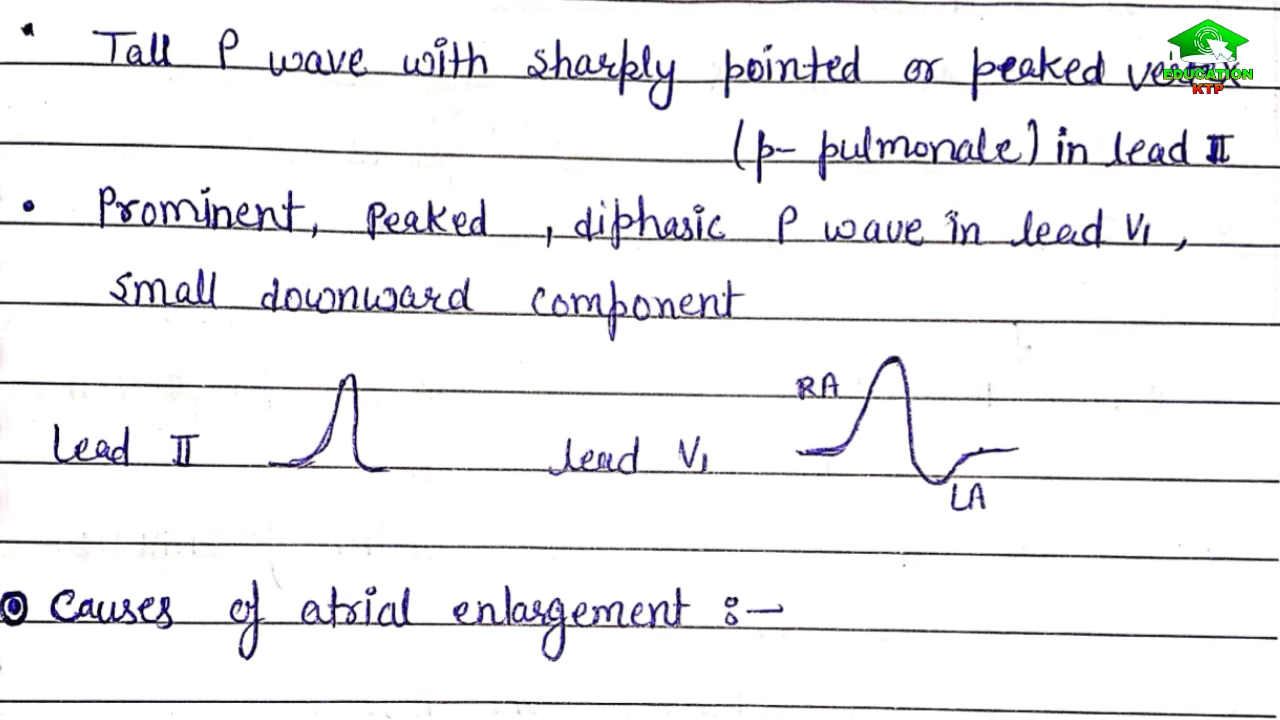 • Tall P wave with sharply pointed or peaked vertex
(p- pulmonale) in lead II
• Prominent, Peaked, diphasic P wave in lead V1,
small downward component
RA
Lead II
lead V1
LA
Causes of atrial enlargement :-
EDUCATION
KTP